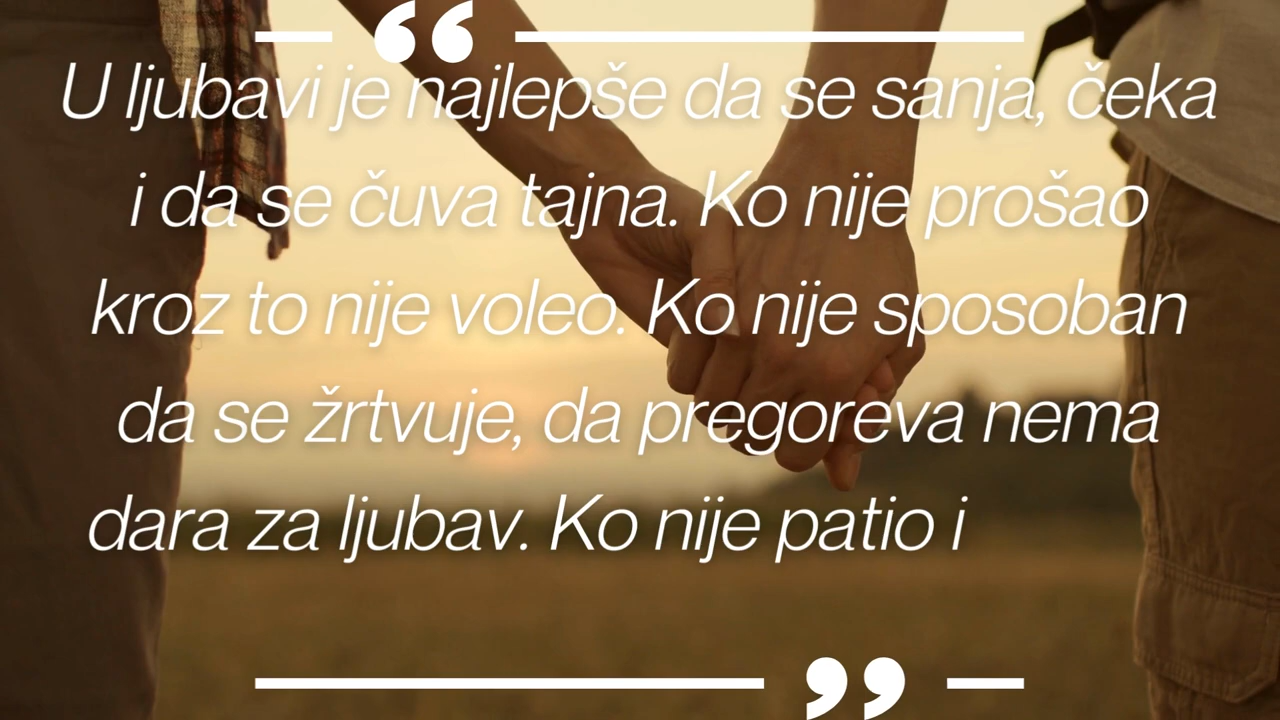 U ljubavi je najlepše da se sanja, čeka
i da se čuva tajna. Ko nije prošao
kroz to nije voleo. Ko nije sposoban
da se žrtvuje, da pregoreva nema
dara za ljubav. Ko nije patio i